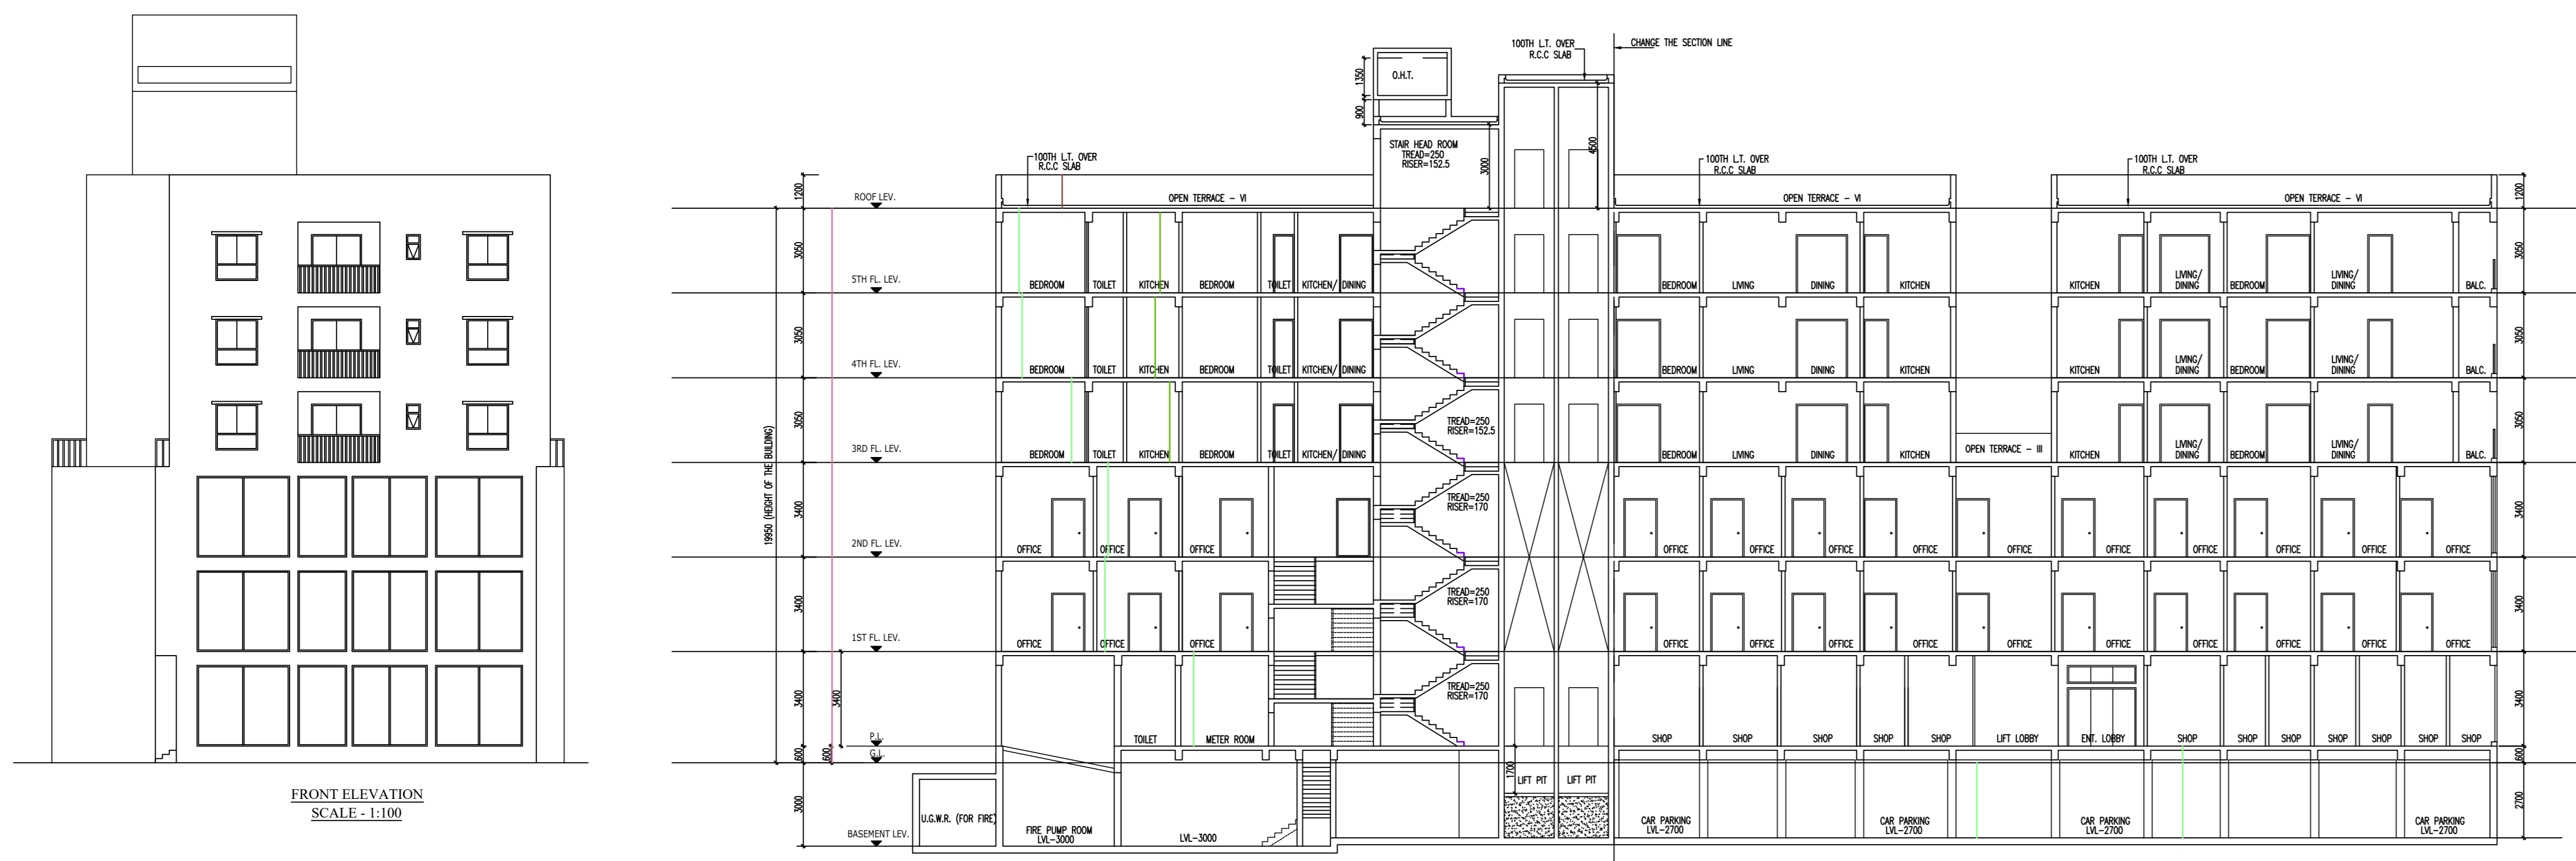 100TH L.T. OVER
R.C.C SLAB
CHANGE THE SECTION LINE
O.H.T.
1350
900
4500
STAIR HEAD ROOM
TREAD=250
RISER=152.5
3000
100TH L.T. OVER
R.C.C SLAB
100TH L.T. OVER
R.C.C SLAB
100TH L.T. OVER
R.C.C SLAB
1200
ROOF LEV.
OPEN TERRACE - VI
OPEN TERRACE - VI
OPEN TERRACE - VI
1200
3050
3050
5TH FL. LEV.
BEDROOM
TOILET
KITCHEN
BEDROOM
TOILET
KITCHEN/ DINING
BEDROOM
LIVING
DINING
KITCHEN
KITCHEN
LIVING/
DINING
BEDROOM
LIVING/
DINING
BALC.
3050
3050
4TH FL. LEV.
BEDROOM
TOILET
KITCHEN
BEDROOM
TOILET
KITCHEN/ DINING
BEDROOM
LIVING
DINING
KITCHEN
KITCHEN
LIVING/
DINING
BEDROOM
LIVING/
DINING
BALC.
3050
3050
TREAD=250
RISER=152.5
3RD FL. LEV.
BEDROOM
TOILET
KITCHEN
BEDROOM
TOILET
KITCHEN/ DINING
BEDROOM
LIVING
DINING
KITCHEN
OPEN TERRACE - III
KITCHEN
LIVING/
DINING
BEDROOM
LIVING/
DINING
BALC.
19950 (HEIGHT OF THE BUILDING)
3400
3400
TREAD=250
RISER=170
2ND FL. LEV.
OFFICE
OFFICE
OFFICE
OFFICE
OFFICE
OFFICE
OFFICE
OFFICE
OFFICE
OFFICE
OFFICE
OFFICE
OFFICE
3400
3400
TREAD=250
RISER=170
1ST FL. LEV.
OFFICE
OFFICE
OFFICE
OFFICE
OFFICE
OFFICE
OFFICE
OFFICE
OFFICE
OFFICE
OFFICE
OFFICE
OFFICE
3400
3400
3400
TREAD=250
RISER=170
P.L.
TOILET
METER ROOM
SHOP
SHOP
SHOP
SHOP
SHOP
LIFT LOBBY
ENT. LOBBY
SHOP
SHOP
SHOP
SHOP
SHOP
SHOP
600
600
G.L.
600
1700
LIFT PIT
LIFT PIT
3000
2700
U.G.W.R. (FOR FIRE)
FIRE PUMP ROOM
LVL-3000
LVL-3000
CAR PARKING
LVL-2700
CAR PARKING
LVL-2700
CAR PARKING
LVL-2700
CAR PARKING
LVL-2700
BASEMENT LEV.
FRONT ELEVATION
SCALE - 1:100